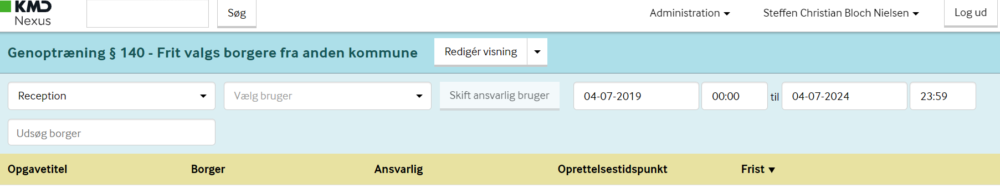 KMD
Nexus
Søg
Administration
Steffen Christian Bloch Nielsen
Log ud
Genoptræning § 140 - Frit valgs borgere fra anden kommune
Redigér visning
Reception
Vælg bruger
Skift ansvarlig bruger
04-07-2019
00:00
til
04-07-2024
23:59
Udsøg borger
Opgavetitel
Borger
Ansvarlig
Oprettelsestidspunkt
Frist